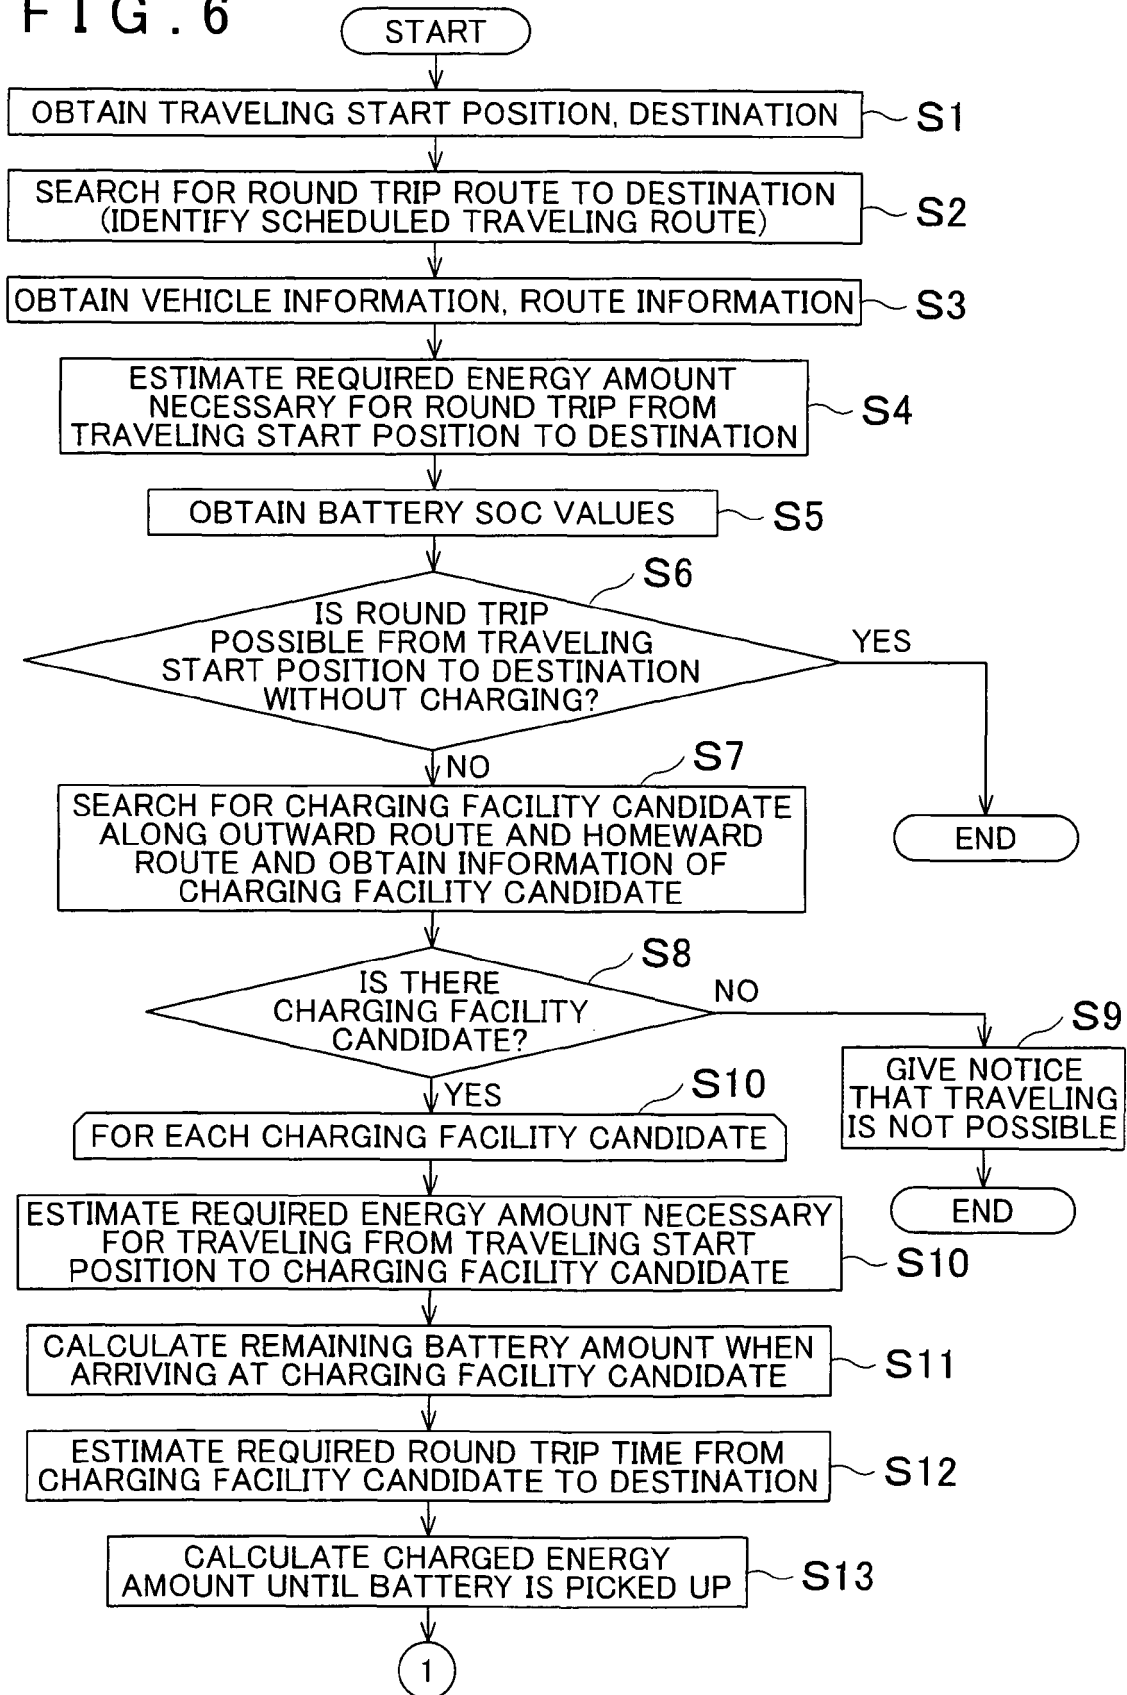 FIG.6
START
OBTAIN TRAVELING START POSITION, DESTINATION
S1
SEARCH FOR ROUND TRIP ROUTE TO DESTINATION
(IDENTIFY SCHEDULED TRAVELING ROUTE)
S2
OBTAIN VEHICLE INFORMATION, ROUTE INFORMATION
S3
ESTIMATE REQUIRED ENERGY AMOUNT
NECESSARY FOR ROUND TRIP FROM
TRAVELING START POSITION TO DESTINATION
S4
OBTAIN BATTERY SOC VALUES
S5
S6
IS ROUND TRIP
POSSIBLE FROM TRAVELING
START POSITION TO DESTINATION
WITHOUT CHARGING?
YES
END
NO
S7
SEARCH FOR CHARGING FACILITY CANDIDATE
ALONG OUTWARD ROUTE AND HOMEWARD
ROUTE AND OBTAIN INFORMATION OF
CHARGING FACILITY CANDIDATE
S8
IS THERE
CHARGING FACILITY
CANDIDATE?
NO
S9
GIVE NOTICE
THAT TRAVELING
IS NOT POSSIBLE
END
YES
S10
FOR EACH CHARGING FACILITY CANDIDATE
ESTIMATE REQUIRED ENERGY AMOUNT NECESSARY
FOR TRAVELING FROM TRAVELING START
POSITION TO CHARGING FACILITY CANDIDATE
S10
CALCULATE REMAINING BATTERY AMOUNT WHEN
ARRIVING AT CHARGING FACILITY CANDIDATE
S11
ESTIMATE REQUIRED ROUND TRIP TIME FROM
CHARGING FACILITY CANDIDATE TO DESTINATION
S12
CALCULATE CHARGED ENERGY
AMOUNT UNTIL BATTERY IS PICKED UP
S13
1